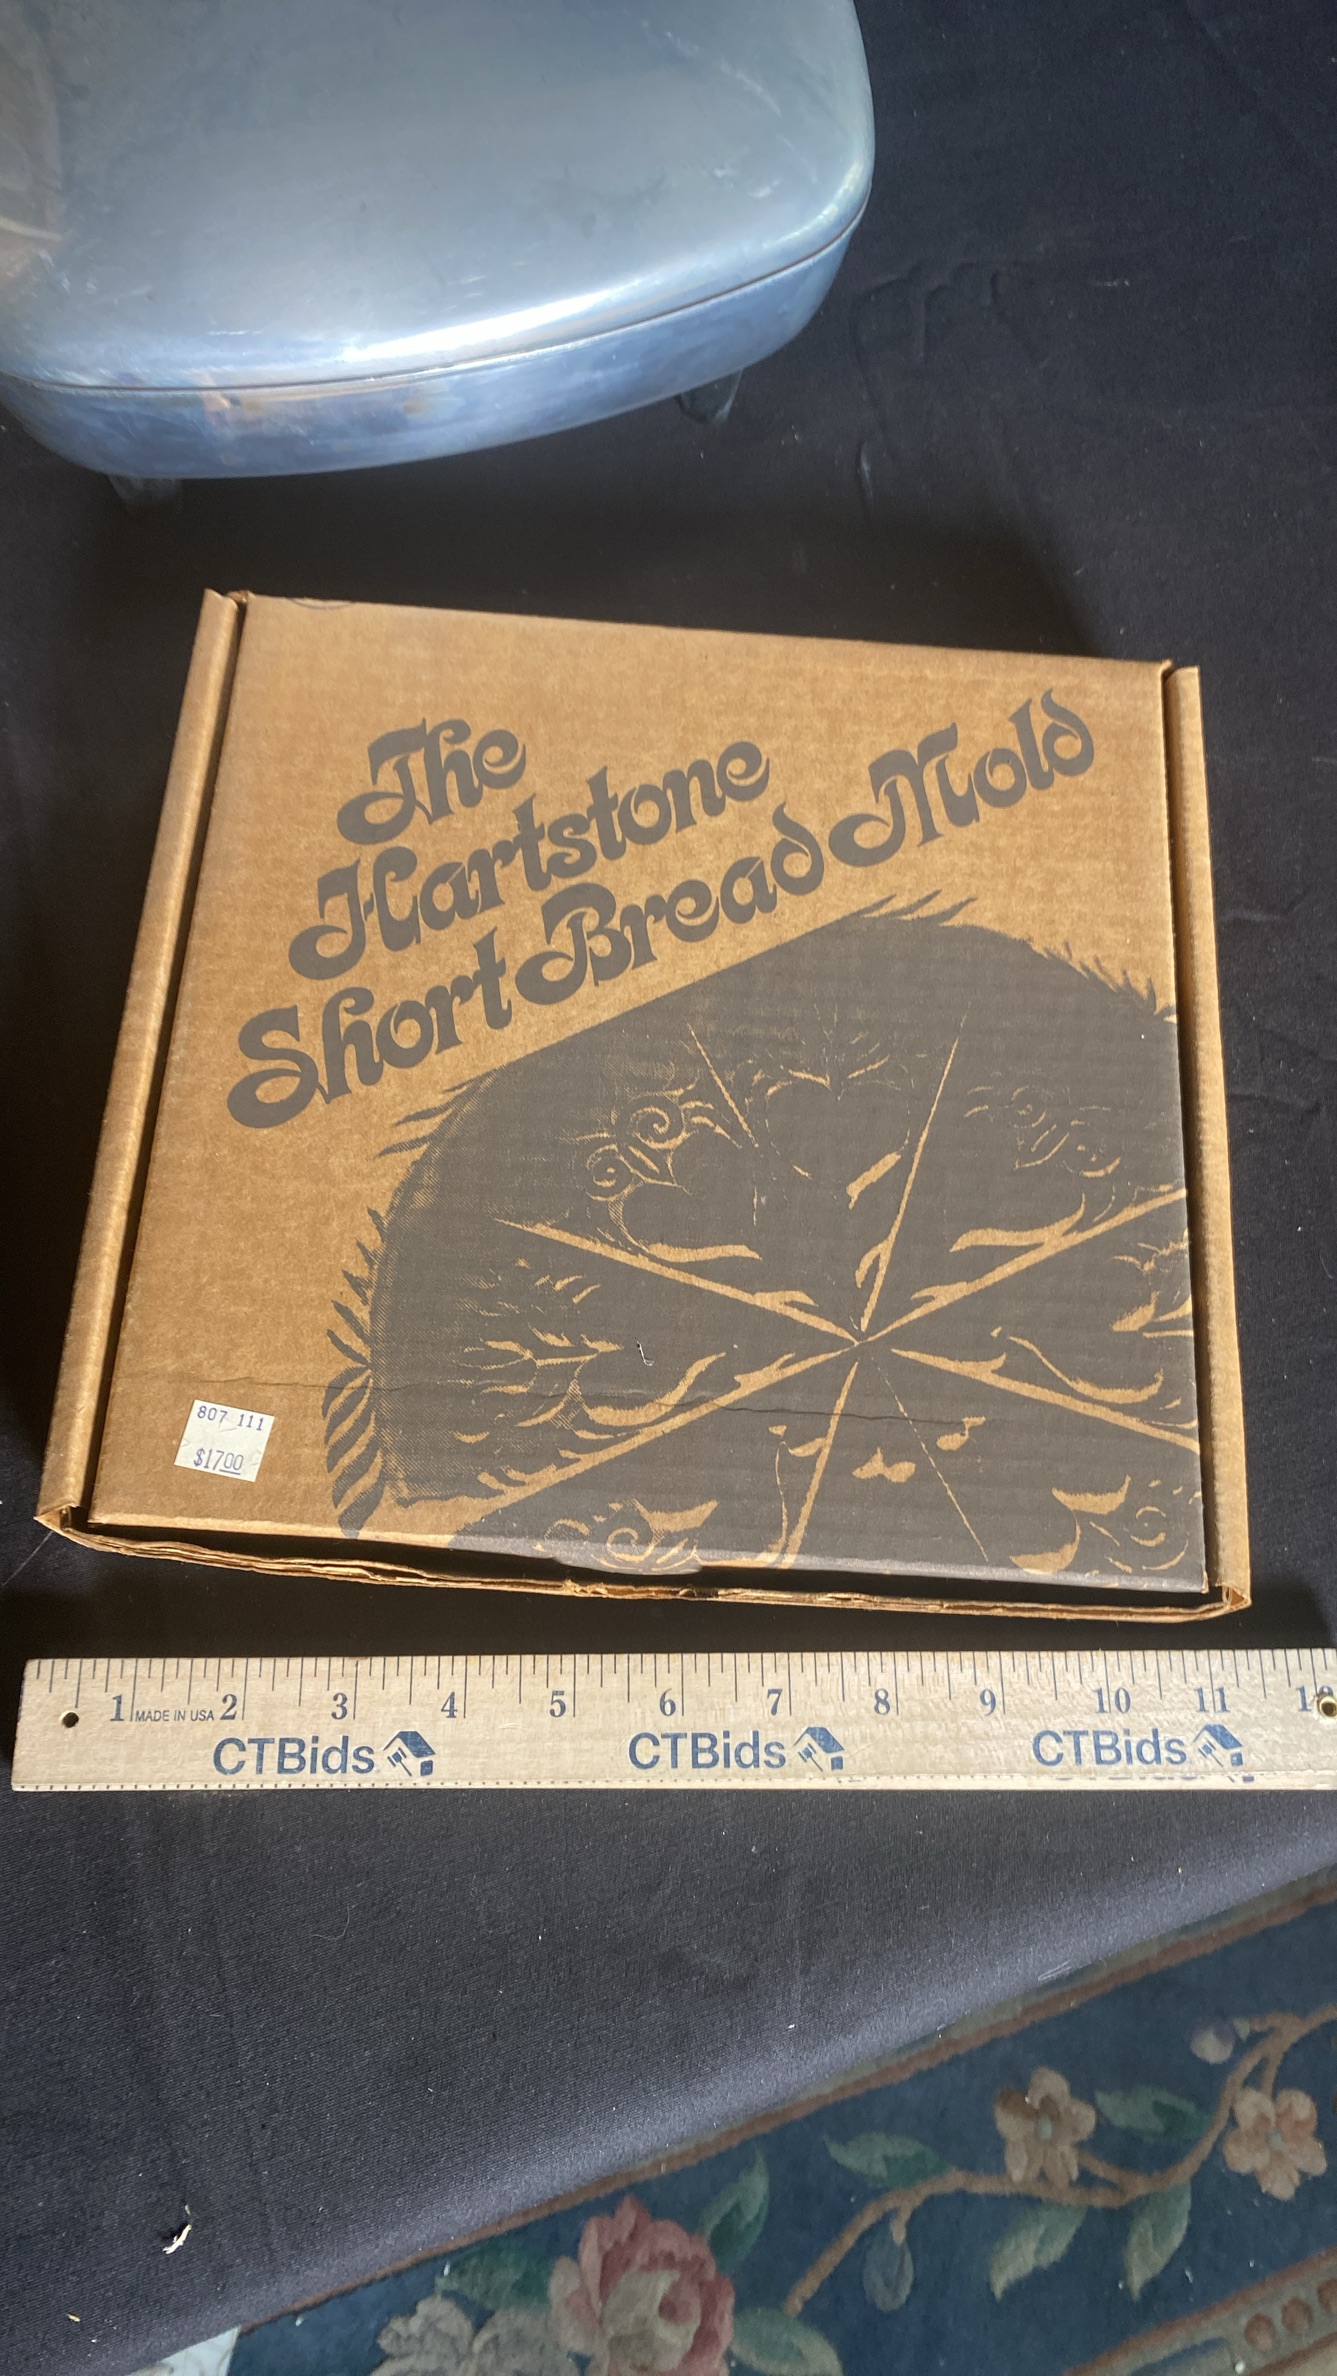 The
Hartstone
Short Bread Mold
807 111
$17.00
1 MADE IN USA 2 3 4 5 6 7 8 9 10 11 12
CTBids CTBids CTBids